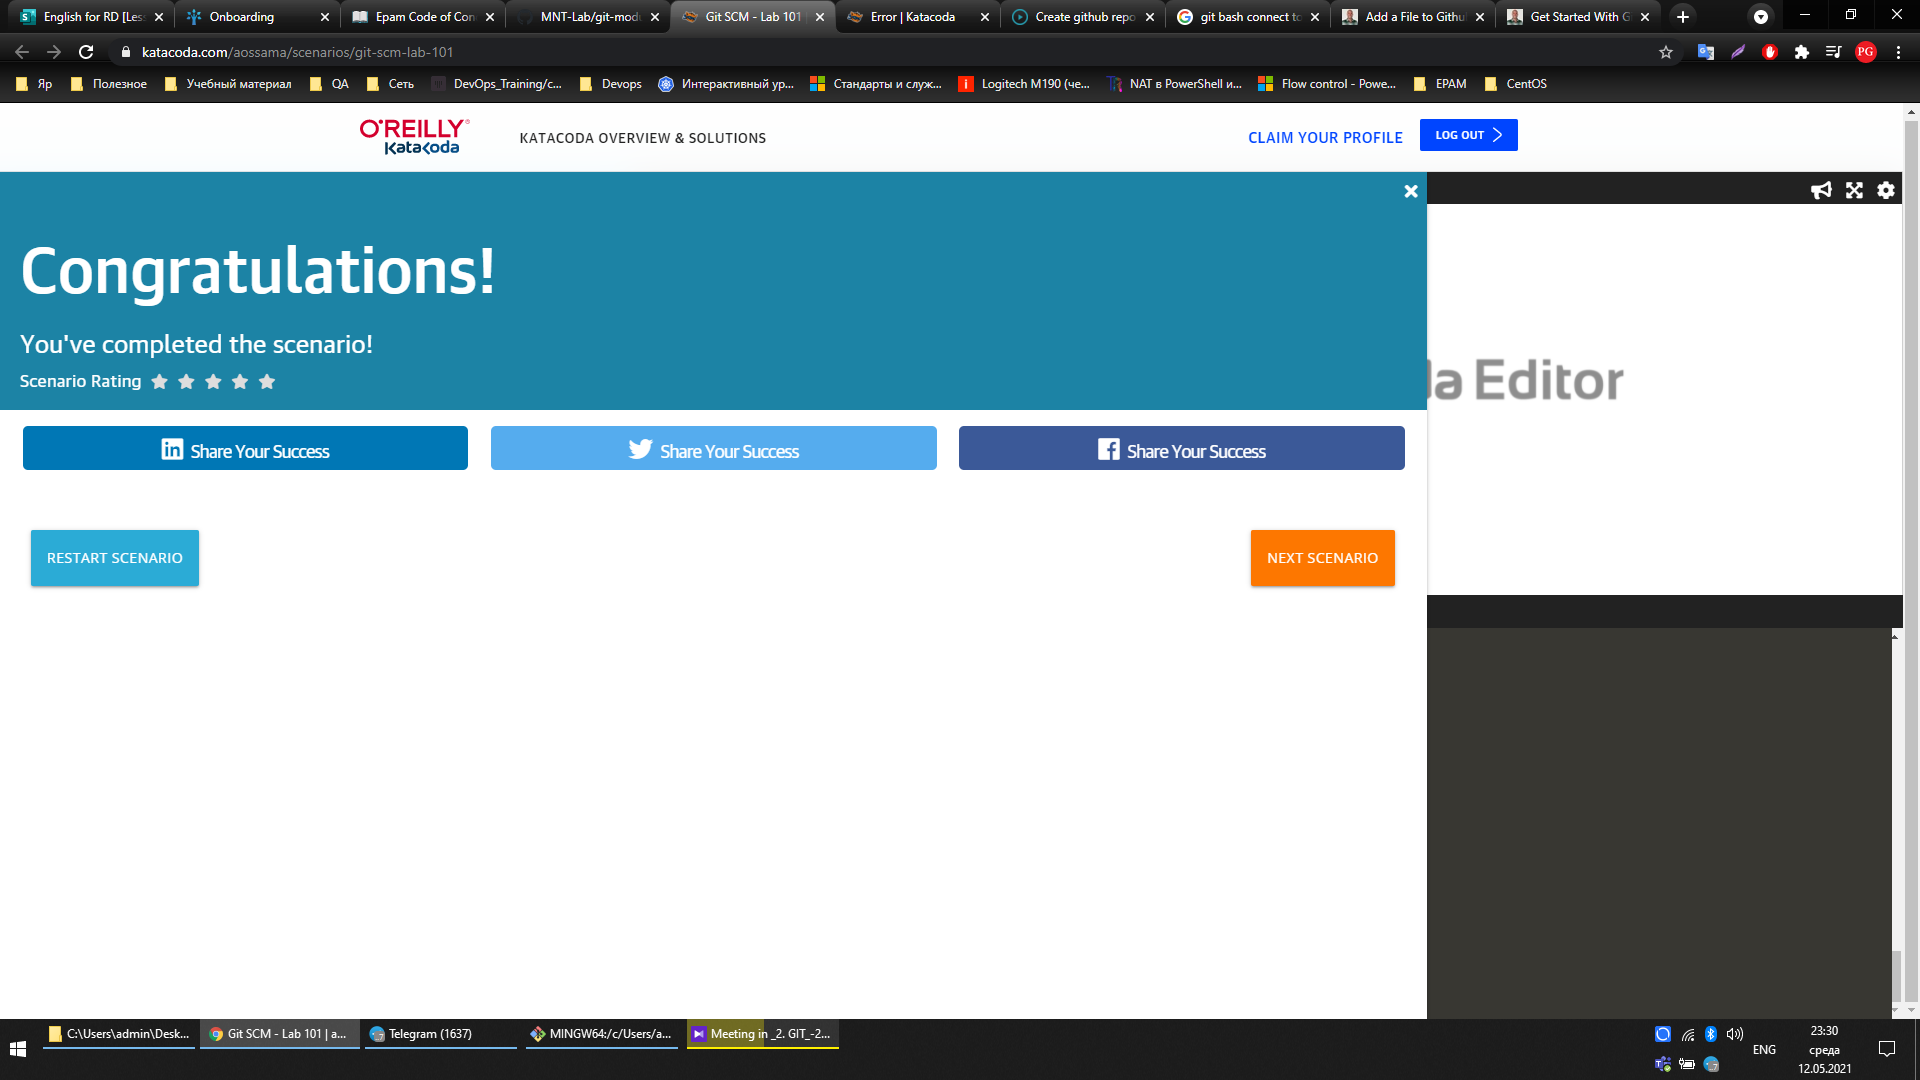 English for RD [Les
Onboarding
Epam Code of Con
MNT-Lab/git-modu
Git SCM - Lab 101
Error | Katacoda
Create github repo
git bash connect to
Add a File to Githu
Get Started With G
katacoda.com/aossama/scenarios/git-scm-lab-101
PG
Яр
Полезное
Учебный материал
QA
Сеть
DevOps_Training/c...
Devops
Интерактивный ур...
Стандарты и служ...
Logitech M190 (че...
NAT в PowerShell и...
Flow control - Powe...
EPAM
CentOS
O'REILLY®
Katacoda
KATACODA OVERVIEW & SOLUTIONS
CLAIM YOUR PROFILE
LOG OUT
Congratulations!
You've completed the scenario!
Scenario Rating
da Editor
Share Your Success
Share Your Success
Share Your Success
RESTART SCENARIO
NEXT SCENARIO
C:\Users\admin\Desk...
Git SCM - Lab 101 | a...
Telegram (1637)
MINGW64:/c/Users/a...
Meeting in _2. GIT_-2...
ENG
23:30
среда
12.05.2021